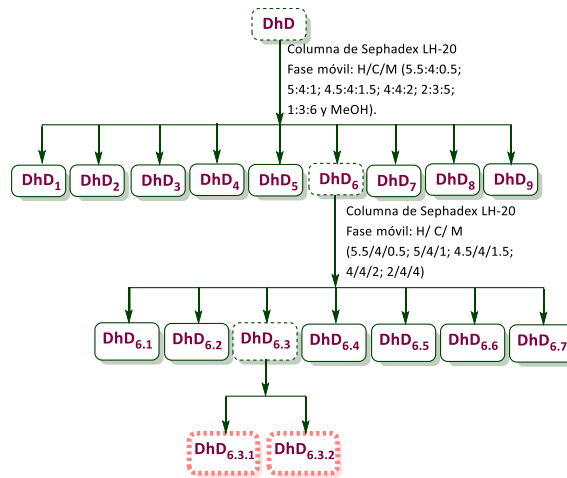 DhD
Columna de Sephadex LH-20
Fase móvil: H/C/M (5.5:4:0.5;
5:4:1; 4.5:4:1.5; 4:4:2; 2:3:5;
1:3:6 y MeOH).
DhD1 DhD2 DhD3 DhD4 DhD5 DhD6 DhD7 DhD8 DhD9
Columna de Sephadex LH-20
Fase móvil: H/ C/ M
(5.5/4/0.5; 5/4/1; 4.5/4/1.5;
4/4/2; 2/4/4)
DhD6.1 DhD6.2 DhD6.3 DhD6.4 DhD6.5 DhD6.6 DhD6.7
DhD6.3.1 DhD6.3.2